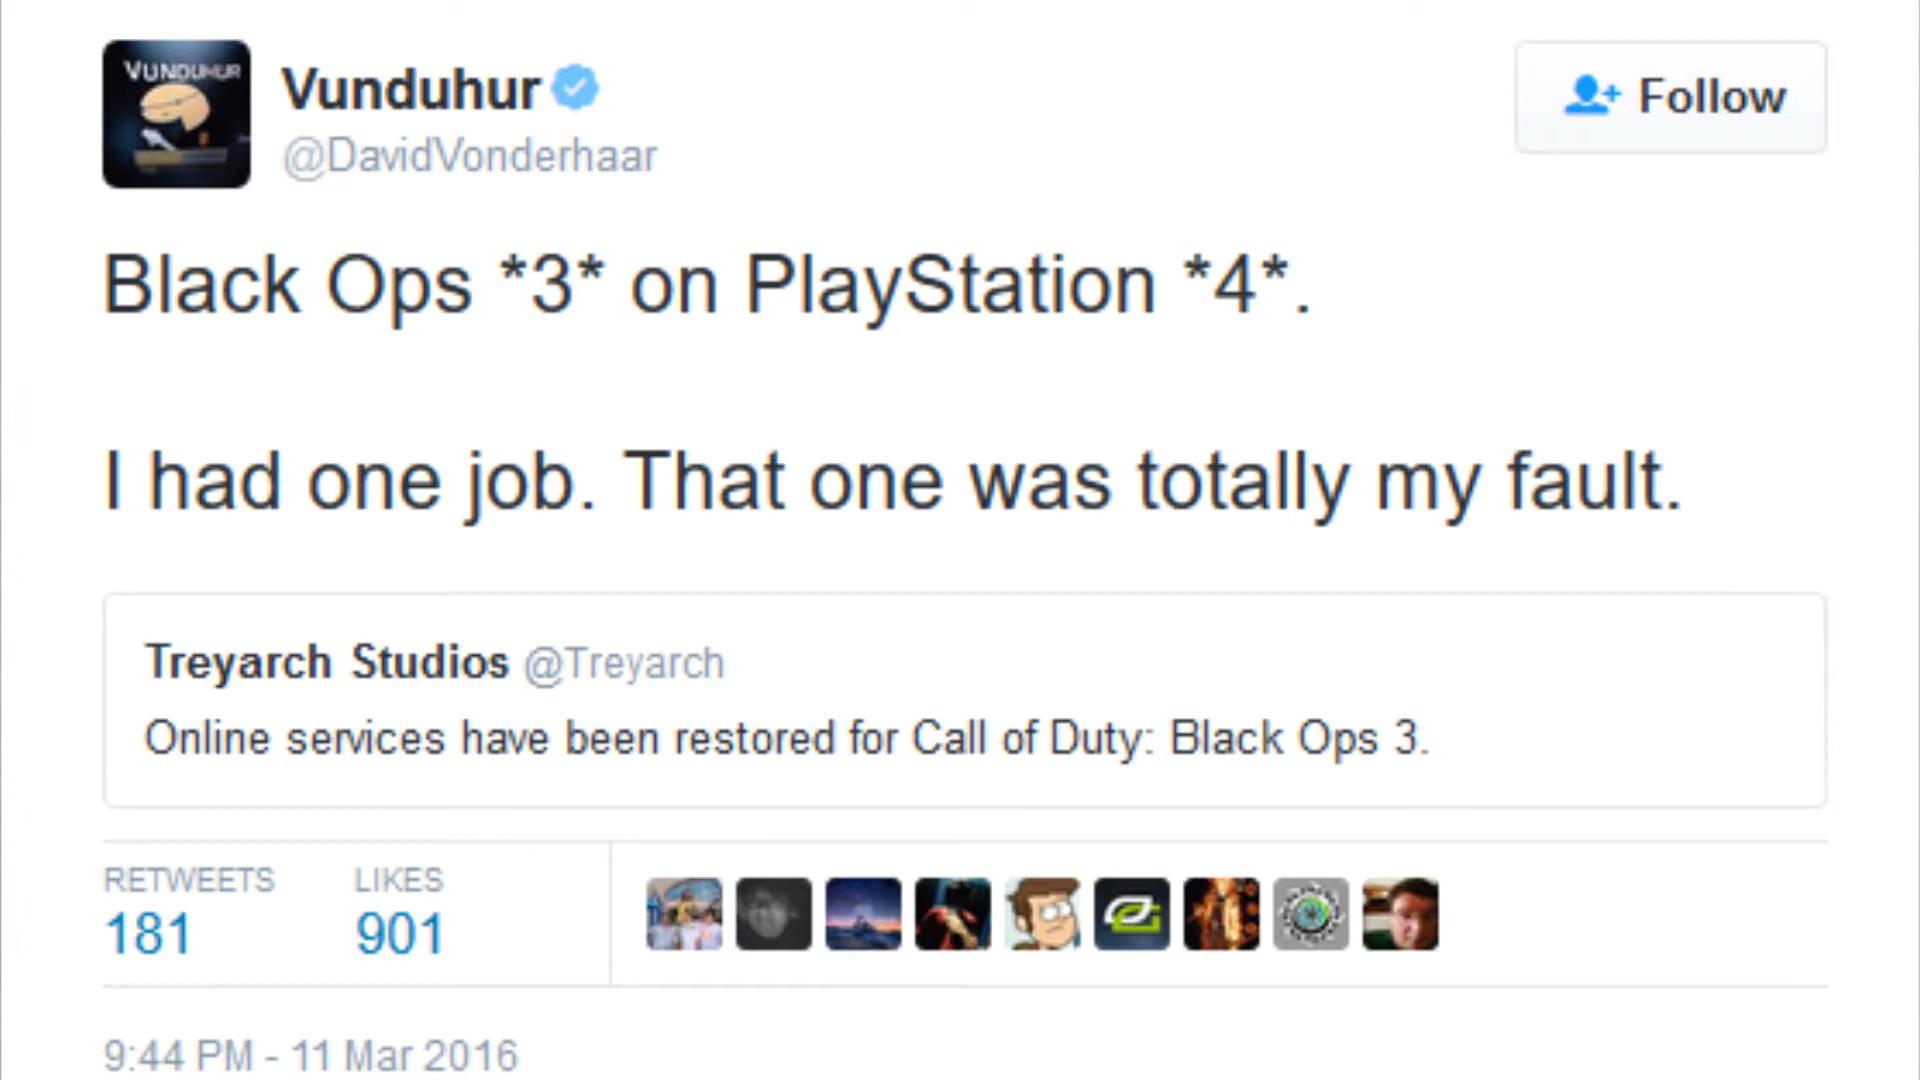 VUNDUHUR
Vunduhur
@DavidVonderhaar
Follow
Black Ops *3* on PlayStation *4*.
I had one job. That one was totally my fault.
Treyarch Studios @Treyarch
Online services have been restored for Call of Duty: Black Ops 3.
RETWEETS LIKES
181 901
9:44 PM - 11 Mar 2016